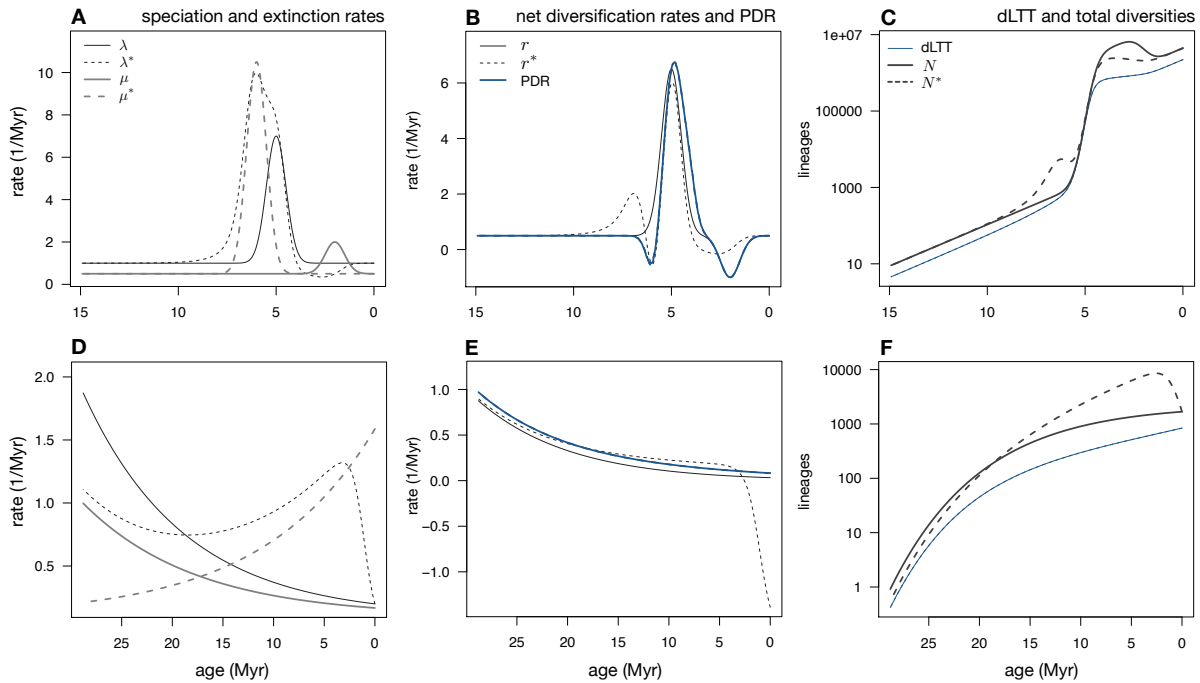 A speciation and extinction rates
λ
λ*
μ
μ*
rate (1/Myr)
10
8
6
4
2
0
15 10 5 0
B net diversification rates and PDR
r
r*
PDR
rate (1/Myr)
6
4
2
0
15 10 5 0
C dLTT and total diversities
dLTT
N
N*
lineages
1e+07
100000
1000
10
15 10 5 0
D
rate (1/Myr)
2.0
1.5
1.0
0.5
25 20 15 10 5 0
age (Myr)
E
rate (1/Myr)
1.0
0.5
0.0
−0.5
−1.0
25 20 15 10 5 0
age (Myr)
F
lineages
10000
1000
100
10
1
25 20 15 10 5 0
age (Myr)